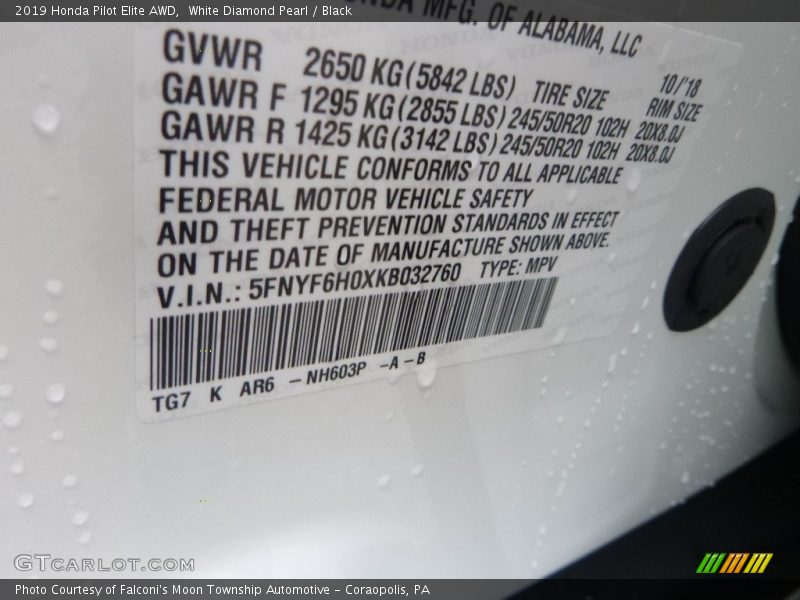 2019 Honda Pilot Elite AWD, White Diamond Pearl / Black
MFG. OF ALABAMA, LLC
10/'18
GVWR 2650 KG (5842 LBS) TIRE SIZE RIM SIZE
GAWR F 1295 KG (2855 LBS) 245/50R20 102H 20X8.0J
GAWR R 1425 KG (3142 LBS) 245/50R20 102H 20X8.0J
THIS VEHICLE CONFORMS TO ALL APPLICABLE
FEDERAL MOTOR VEHICLE SAFETY
AND THEFT PREVENTION STANDARDS IN EFFECT
ON THE DATE OF MANUFACTURE SHOWN ABOVE.
V.I.N.: 5FNYF6H0XKB032760 TYPE: MPV
TG7 K AR6 – NH603P – A – B
GTCARLOT.COM
Photo Courtesy of Falconi's Moon Township Automotive – Coraopolis, PA